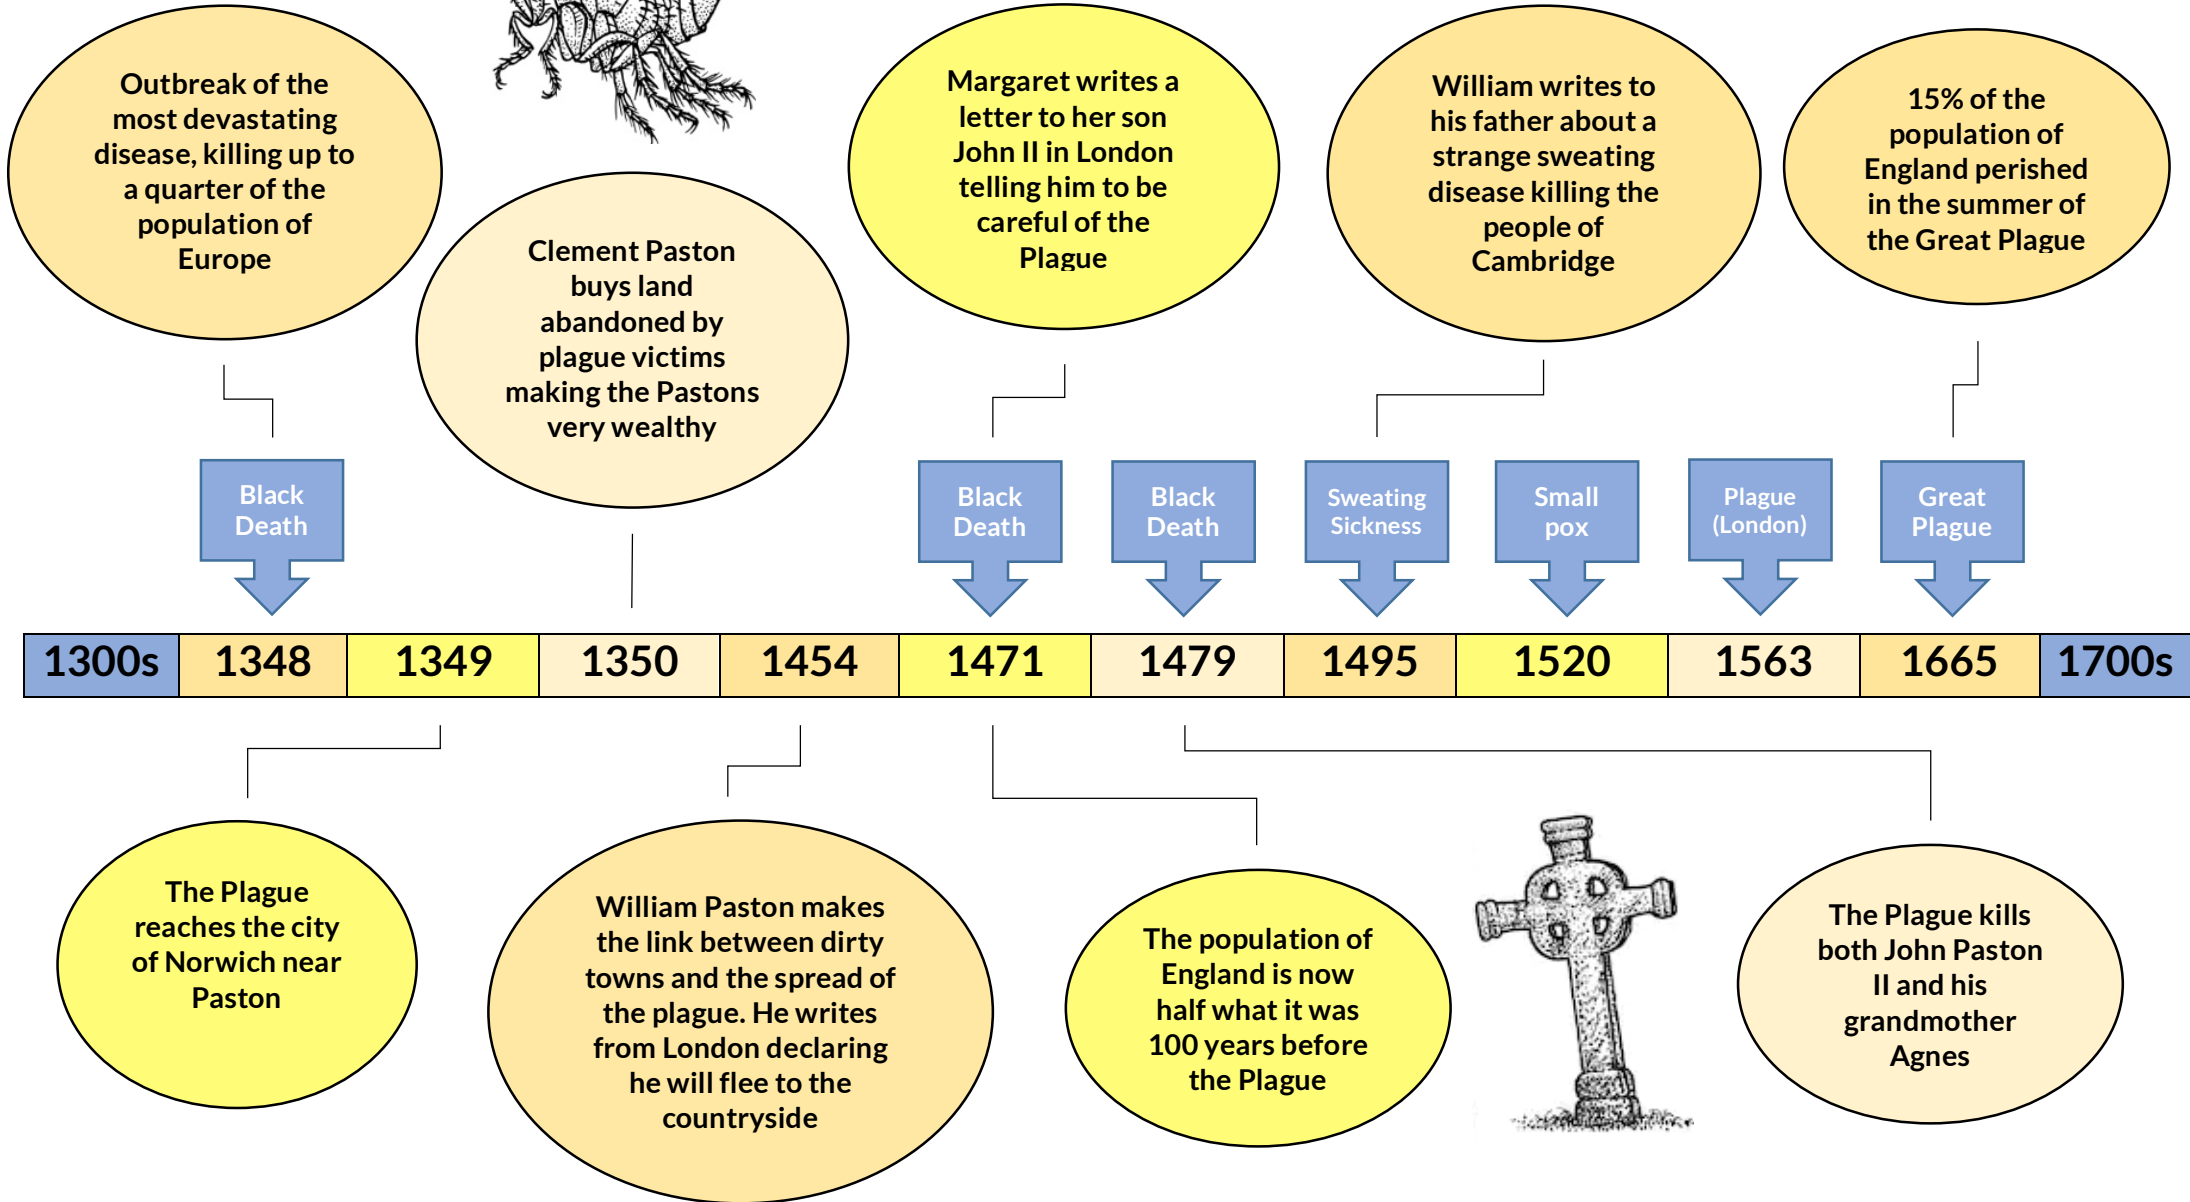 Outbreak of the
most devastating
disease, killing up to
a quarter of the
population of
Europe
Clement Paston
buys land
abandoned by
plague victims
making the Pastons
very wealthy
Margaret writes a
letter to her son
John II in London
telling him to be
careful of the
Plague
William writes to
his father about a
strange sweating
disease killing the
people of
Cambridge
15% of the
population of
England perished
in the summer of
the Great Plague
Black
Death
Black
Death
Black
Death
Sweating
Sickness
Small
pox
Plague
(London)
Great
Plague
1300s 1348 1349 1350 1454 1471 1479 1495 1520 1563 1665 1700s
The Plague
reaches the city
of Norwich near
Paston
William Paston makes
the link between dirty
towns and the spread of
the plague. He writes
from London declaring
he will flee to the
countryside
The population of
England is now
half what it was
100 years before
the Plague
The Plague kills
both John Paston
II and his
grandmother
Agnes